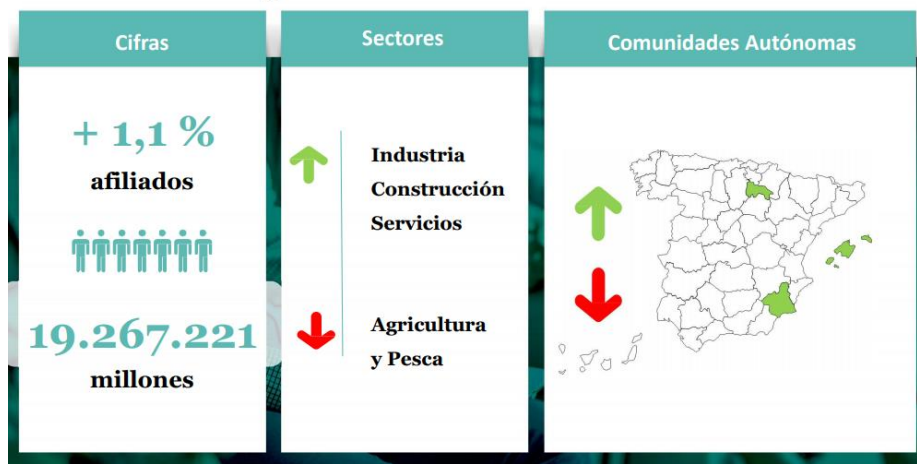 Cifras
+ 1,1 %
afiliados
19.267.221
millones
Sectores
Industria
Construcción
Servicios
Agricultura
y Pesca
Comunidades Autónomas